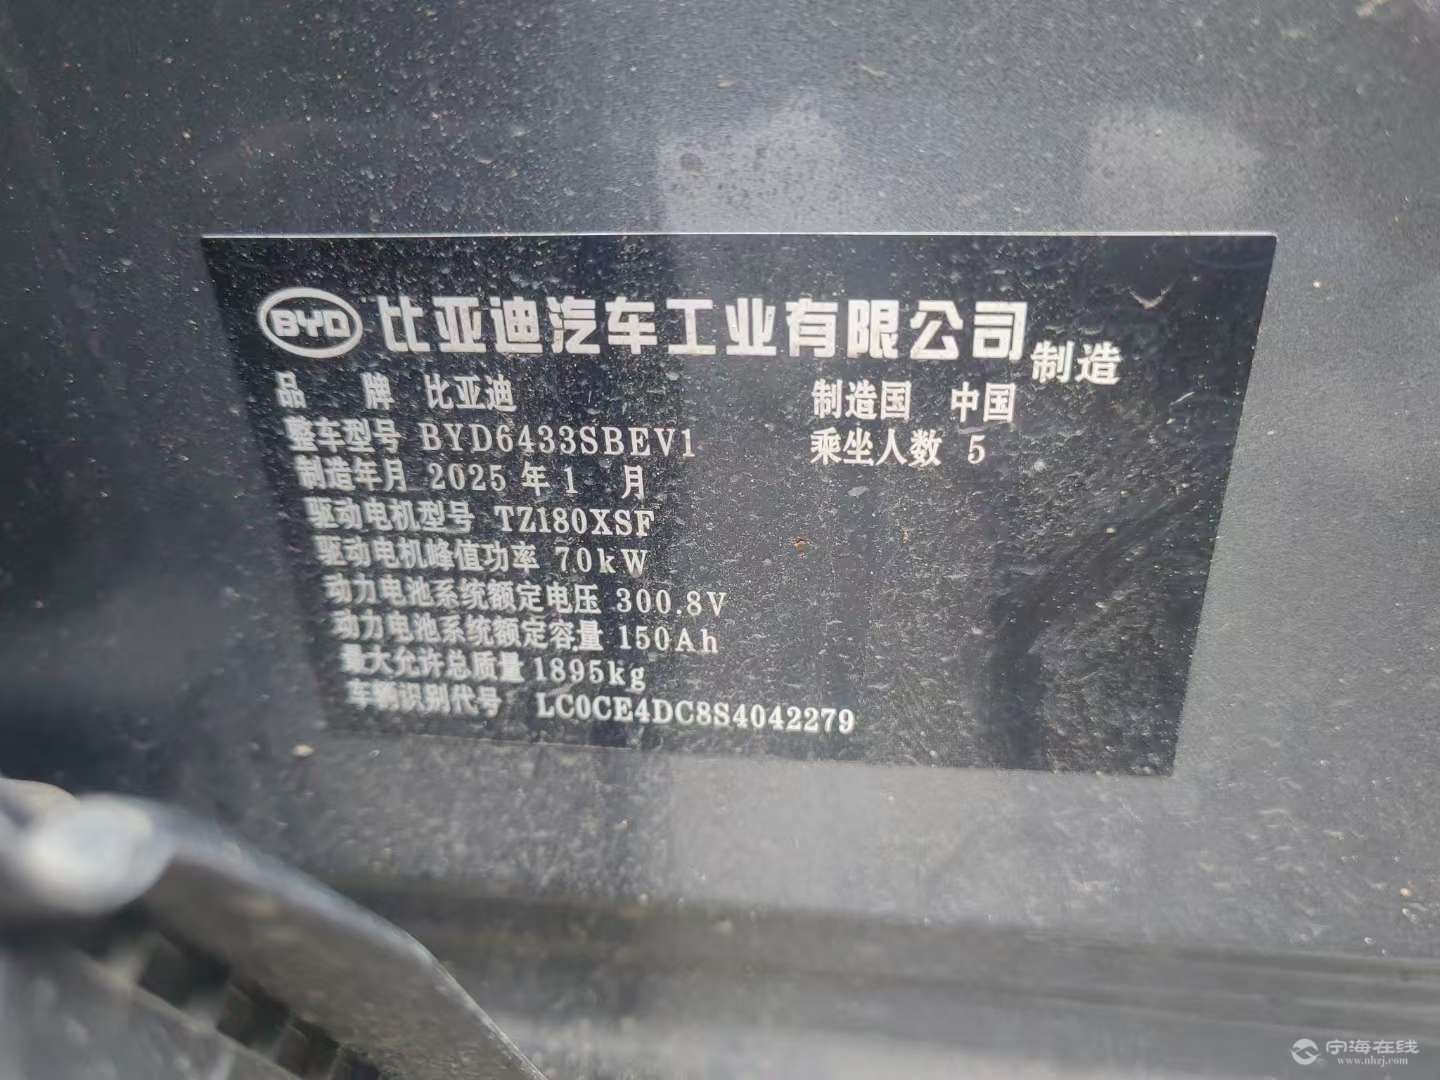 BYD 比亚迪汽车工业有限公司 制造
品 牌 比亚迪 制造国 中国
整车型号 BYD6433SBEV1 乘坐人数 5
制造年月 2025 年 1 月
驱动电机型号 TZ180XSF
驱动电机峰值功率 70kW
动力电池系统额定电压 300.8V
动力电池系统额定容量 150Ah
最大允许总质量 1895kg
车辆识别代号 LC0CE4DC8S4042279
宁海在线
www.nhzj.com